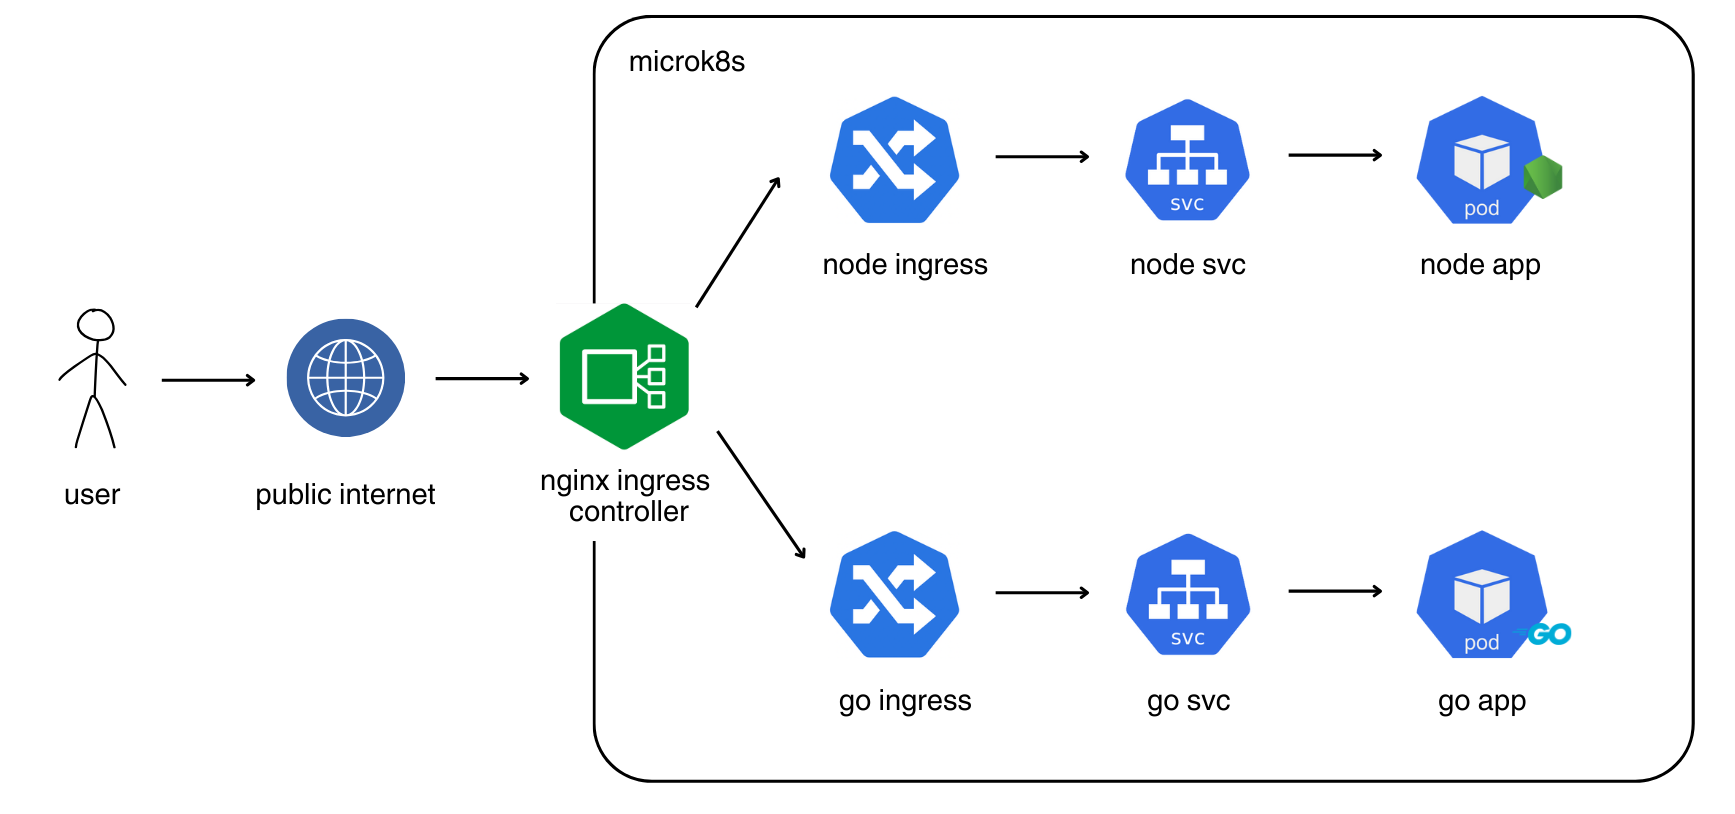 microk8s
svc
pod
node ingress
node svc
node app
user
public internet
nginx ingress
controller
svc
pod
GO
go ingress
go svc
go app